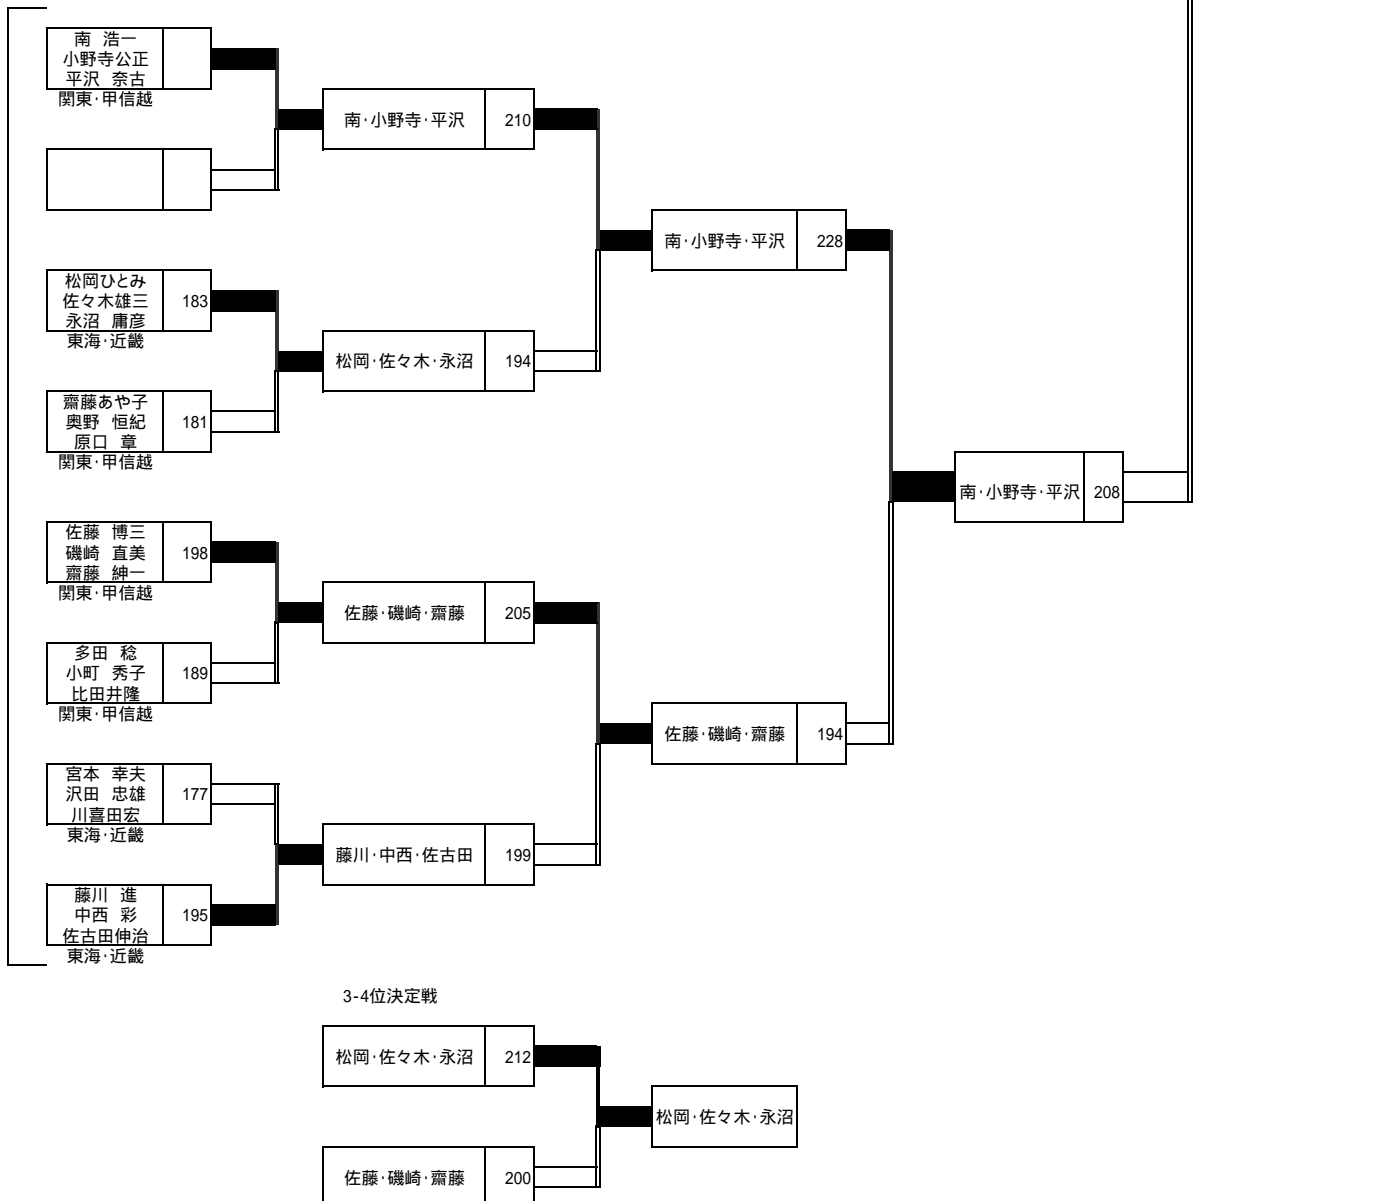 南 浩一
小野寺公正
平沢 奈古
関東･甲信越
南･小野寺･平沢 210
南･小野寺･平沢 228
松岡ひとみ
佐々木雄三 183
永沼 庸彦
東海･近畿
松岡･佐々木･永沼 194
齋藤あや子
奥野 恒紀 181
原口 章
関東･甲信越
南･小野寺･平沢 208
佐藤 博三
磯崎 直美 198
齋藤 紳一
関東･甲信越
佐藤･磯崎･齋藤 205
多田 稔
小町 秀子 189
比田井隆
関東･甲信越
佐藤･磯崎･齋藤 194
宮本 幸夫
沢田 忠雄 177
川喜田宏
東海･近畿
藤川･中西･佐古田 199
藤川 進
中西 彩 195
佐古田伸治
東海･近畿
3-4位決定戦
松岡･佐々木･永沼 212
松岡･佐々木･永沼
佐藤･磯崎･齋藤 200